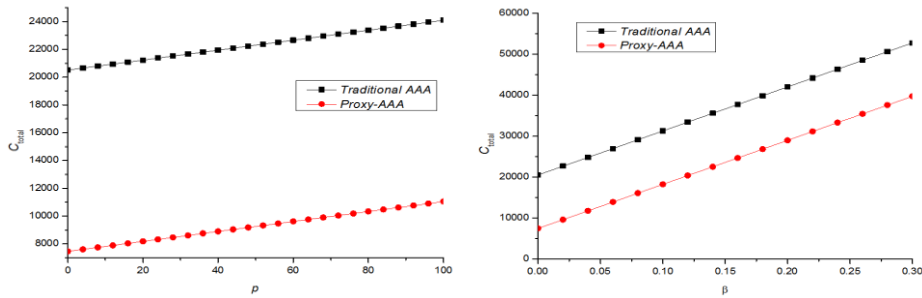 24000
22000
20000
18000
16000
14000
12000
10000
8000
C_total
Traditional AAA
Proxy-AAA
0 20 40 60 80 100
p
60000
50000
40000
30000
20000
10000
0
C_total
Traditional AAA
Proxy-AAA
0.00 0.05 0.10 0.15 0.20 0.25 0.30
β